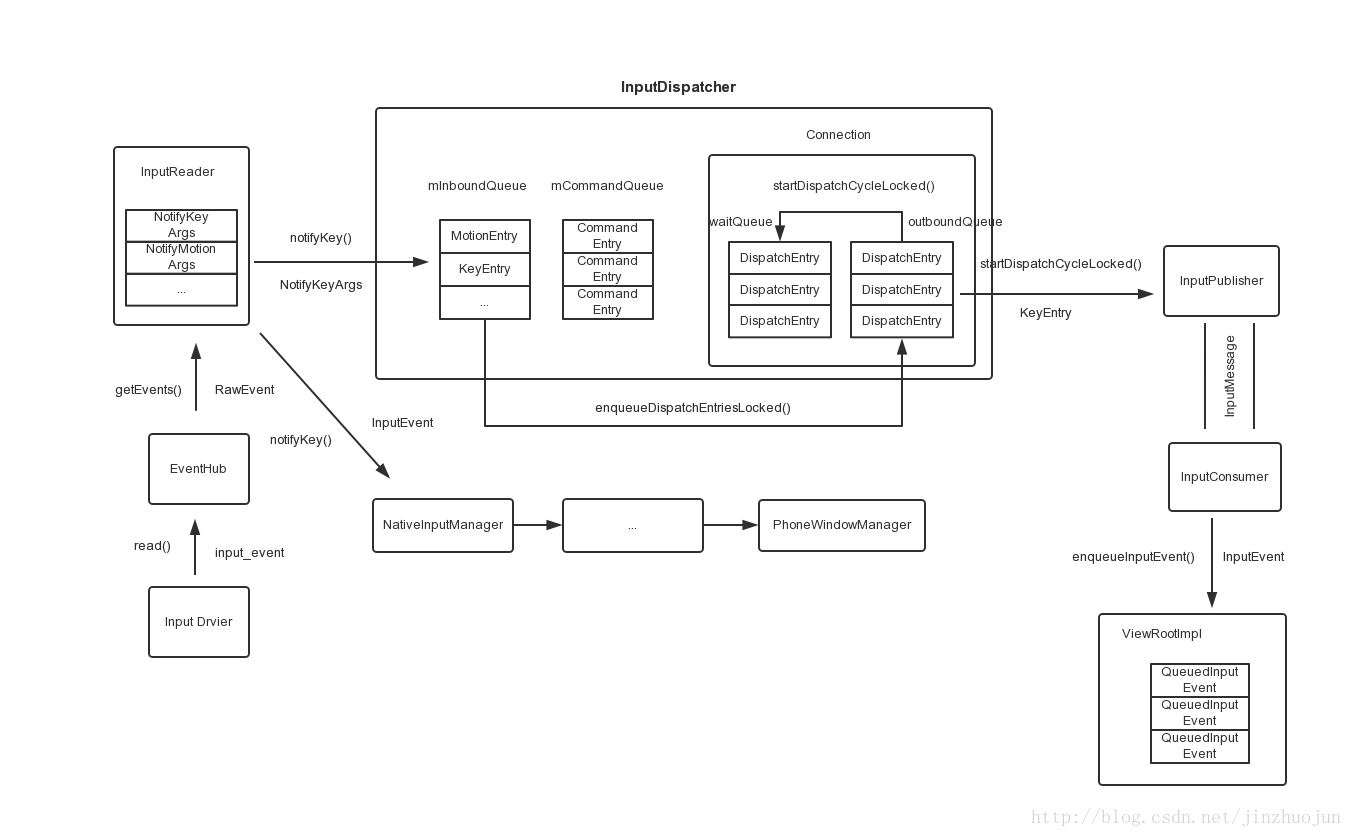 InputDispatcher
Connection
InputReader
NotifyKey
Args
NotifyMotion
Args
...
notifyKey()
NotifyKeyArgs
mInboundQueue
MotionEntry
KeyEntry
...
mCommandQueue
Command
Entry
Command
Entry
Command
Entry
startDispatchCycleLocked()
waitQueue
outboundQueue
DispatchEntry
DispatchEntry
DispatchEntry
DispatchEntry
DispatchEntry
DispatchEntry
startDispatchCycleLocked()
KeyEntry
InputPublisher
InputMessage
getEvents()
RawEvent
enqueueDispatchEntriesLocked()
InputEvent
notifyKey()
EventHub
InputConsumer
NativeInputManager
...
PhoneWindowManager
read()
input_event
enqueueInputEvent()
InputEvent
Input Drvier
ViewRootImpl
QueuedInput
Event
QueuedInput
Event
QueuedInput
Event
http://blog.csdn.net/jinzhuojun